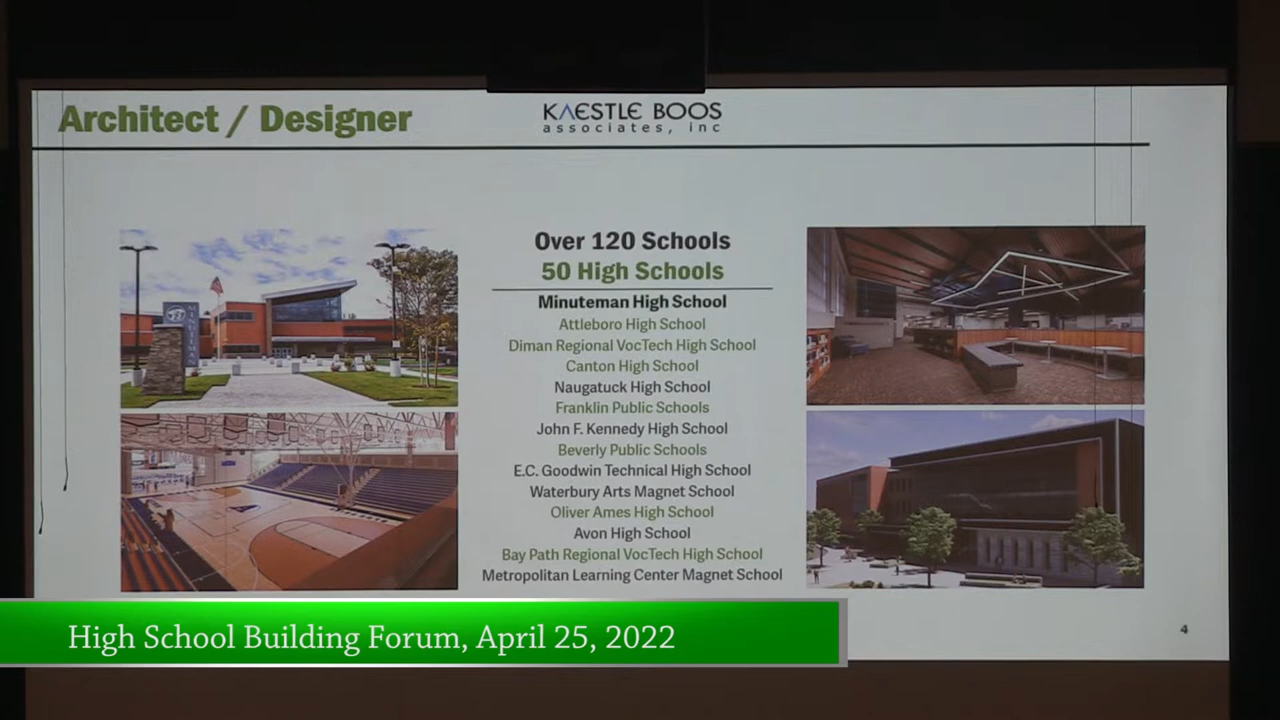 Architect / Designer
KAESTLE BOOS
associates, inc
Over 120 Schools
50 High Schools
Minuteman High School
Attleboro High School
Diman Regional VocTech High School
Canton High School
Naugatuck High School
Franklin Public Schools
John F. Kennedy High School
Beverly Public Schools
E.C. Goodwin Technical High School
Waterbury Arts Magnet School
Oliver Ames High School
Avon High School
Bay Path Regional VocTech High School
Metropolitan Learning Center Magnet School
MINUTEMAN
4
High School Building Forum, April 25, 2022